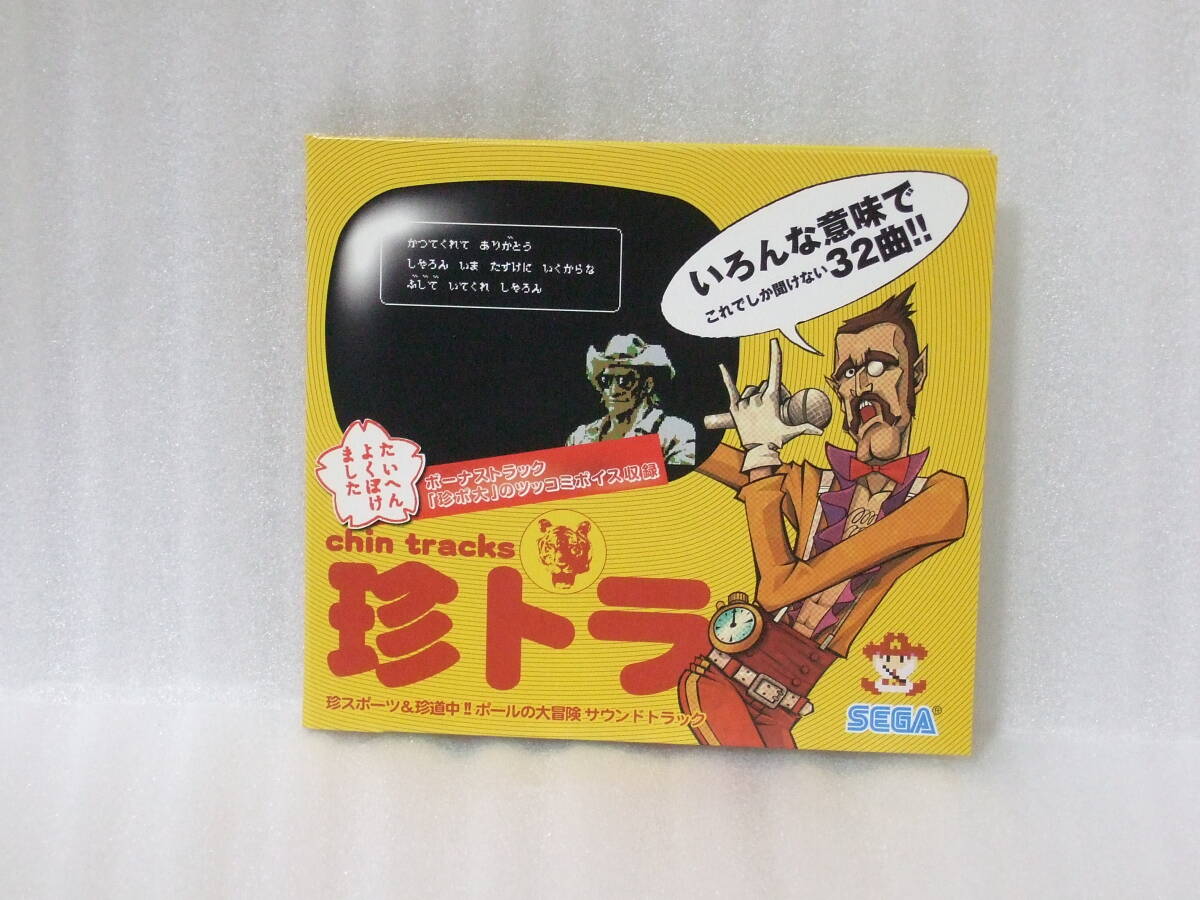 かつてくれて ありがとう
しゃろん いま たすけに いくからな
ぶじで いてくれ しゃろん
いろんな意味で
これでしか聞けない32曲!!
たいへん
よくぼけ
ました
ボーナストラック
「珍ボ大」のツッコミボイス収録
chin tracks
珍トラ
珍スポーツ&珍道中!!ポールの大冒険 サウンドトラック
SEGA®